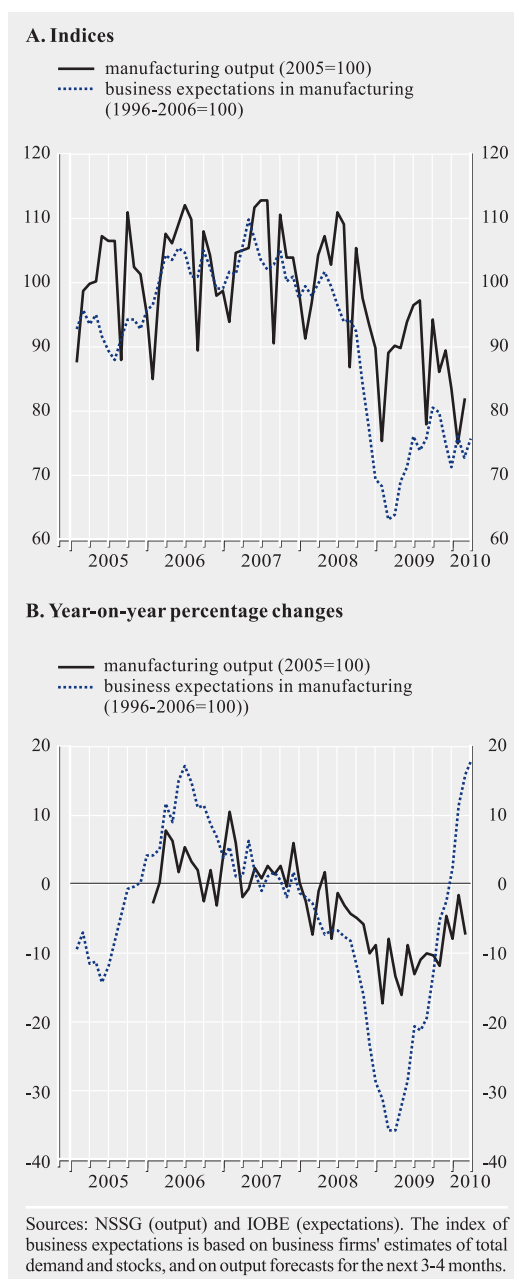 A. Indices
manufacturing output (2005=100)
business expectations in manufacturing
(1996-2006=100)
120 120
110 110
100 100
90 90
80 80
70 70
60 60
2005 2006 2007 2008 2009 2010
B. Year-on-year percentage changes
manufacturing output (2005=100)
business expectations in manufacturing
(1996-2006=100))
20 20
10 10
0 0
-10 -10
-20 -20
-30 -30
-40 -40
2005 2006 2007 2008 2009 2010
Sources: NSSG (output) and IOBE (expectations). The index of
business expectations is based on business firms' estimates of total
demand and stocks, and on output forecasts for the next 3-4 months.